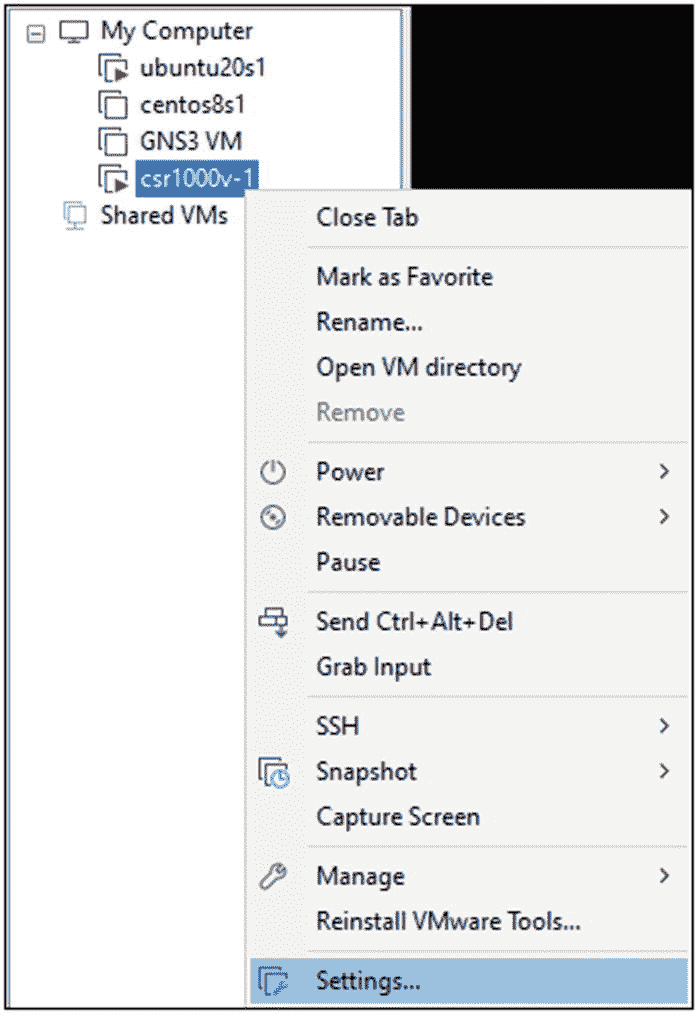 My Computer
ubuntu20s1
centos8s1
GNS3 VM
csr1000v-1
Shared VMs
Close Tab
Mark as Favorite
Rename...
Open VM directory
Remove
Power
Removable Devices
Pause
Send Ctrl+Alt+Del
Grab Input
SSH
Snapshot
Capture Screen
Manage
Reinstall VMware Tools...
Settings...